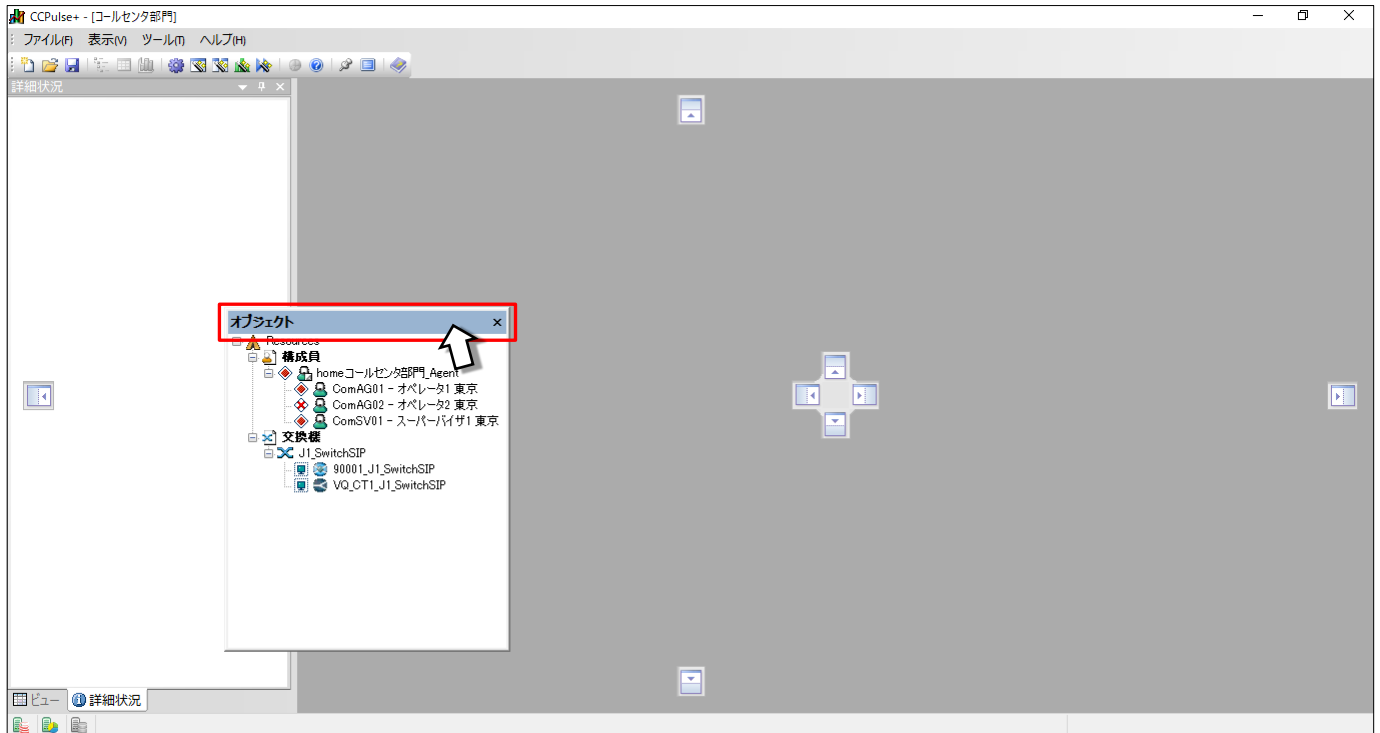 CCPulse+ - [コールセンタ部門]
ファイル(F) 表示(V) ツール(T) ヘルプ(H)
詳細状況
オブジェクト
Resources
構成員
homeコールセンタ部門_Agent
ComAG01 - オペレータ1 東京
ComAG02 - オペレータ2 東京
ComSV01 - スーパーバイザ1 東京
交換機
J1_SwitchSIP
90001_J1_SwitchSIP
VQ_CT1_J1_SwitchSIP
ビュー 詳細状況